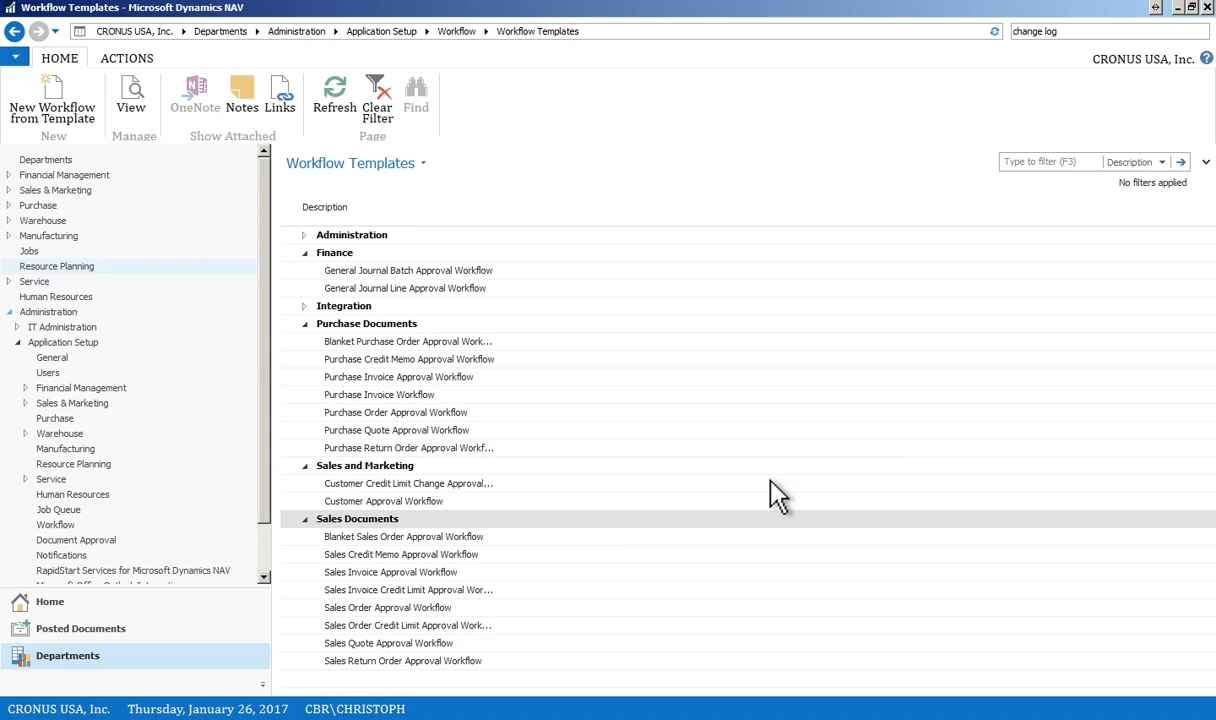 Workflow Templates - Microsoft Dynamics NAV
CRONUS USA, Inc. Departments Administration Application Setup Workflow Workflow Templates change log
HOME ACTIONS CRONUS USA, Inc.
New Workflow from Template
View
OneNote
Notes
Links
Refresh
Clear Filter
Find
New Manage Show Attached Page
Departments
Financial Management
Sales & Marketing
Purchase
Warehouse
Manufacturing
Jobs
Resource Planning
Service
Human Resources
Administration
IT Administration
Application Setup
General
Users
Financial Management
Sales & Marketing
Purchase
Warehouse
Manufacturing
Resource Planning
Service
Human Resources
Job Queue
Workflow
Document Approval
Notifications
RapidStart Services for Microsoft Dynamics NAV
Home
Posted Documents
Departments
Workflow Templates
Type to filter (F3) Description
No filters applied
Description
Administration
Finance
General Journal Batch Approval Workflow
General Journal Line Approval Workflow
Integration
Purchase Documents
Blanket Purchase Order Approval Work...
Purchase Credit Memo Approval Workflow
Purchase Invoice Approval Workflow
Purchase Invoice Workflow
Purchase Order Approval Workflow
Purchase Quote Approval Workflow
Purchase Return Order Approval Workf...
Sales and Marketing
Customer Credit Limit Change Approval...
Customer Approval Workflow
Sales Documents
Blanket Sales Order Approval Workflow
Sales Credit Memo Approval Workflow
Sales Invoice Approval Workflow
Sales Invoice Credit Limit Approval Wor...
Sales Order Approval Workflow
Sales Order Credit Limit Approval Work...
Sales Quote Approval Workflow
Sales Return Order Approval Workflow
CRONUS USA, Inc. Thursday, January 26, 2017 CBR\CHRISTOPH